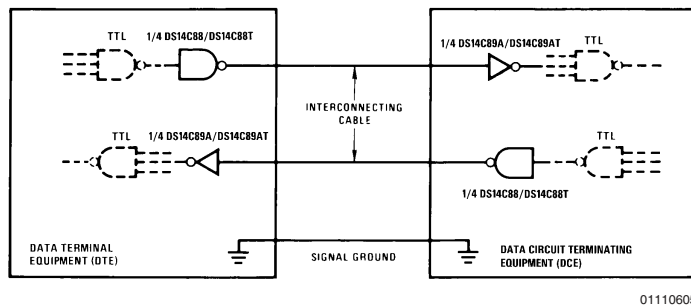 TTL
1/4 DS14C88/DS14C88T
1/4 DS14C89A/DS14C89AT
TTL
INTERCONNECTING
CABLE
TTL
1/4 DS14C89A/DS14C89AT
TTL
1/4 DS14C88/DS14C88T
DATA TERMINAL
EQUIPMENT (DTE)
SIGNAL GROUND
DATA CIRCUIT TERMINATING
EQUIPMENT (DCE)